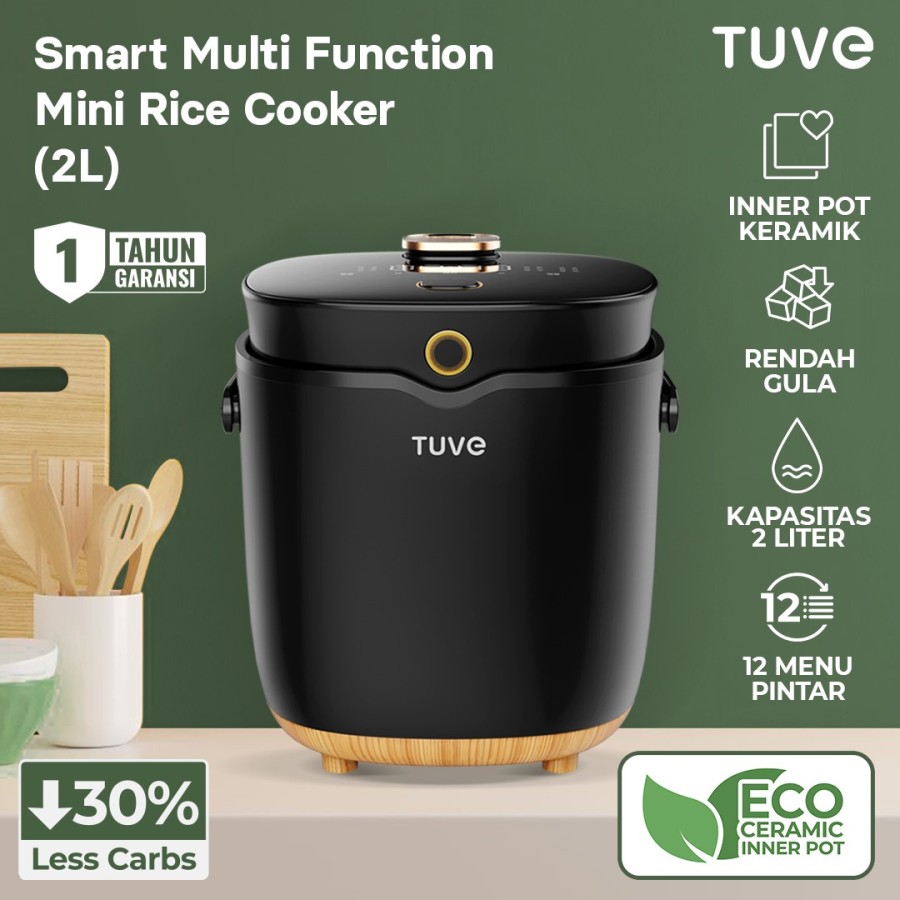 Smart Multi Function
Mini Rice Cooker
(2L)
TUVe
1 TAHUN
GARANSI
INNER POT
KERAMIK
RENDAH
GULA
KAPASITAS
2 LITER
12
12 MENU
PINTAR
TUVe
30%
Less Carbs
ECO
CERAMIC
INNER POT